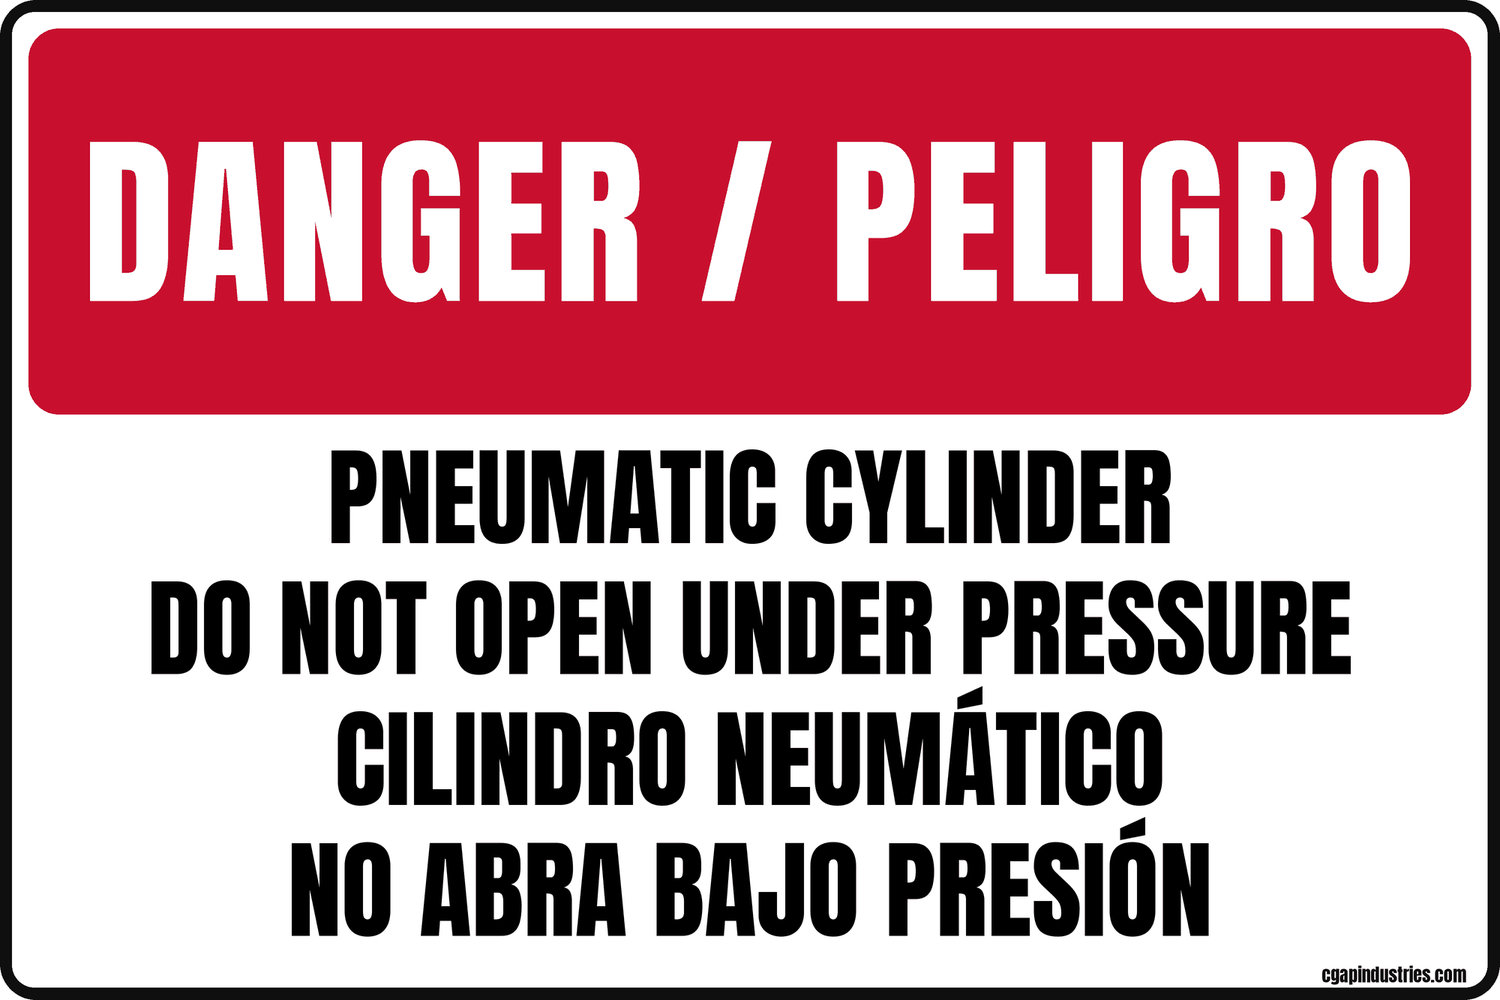 DANGER / PELIGRO
PNEUMATIC CYLINDER
DO NOT OPEN UNDER PRESSURE
CILINDRO NEUMÁTICO
NO ABRA BAJO PRESIÓN
cgapindustries.com